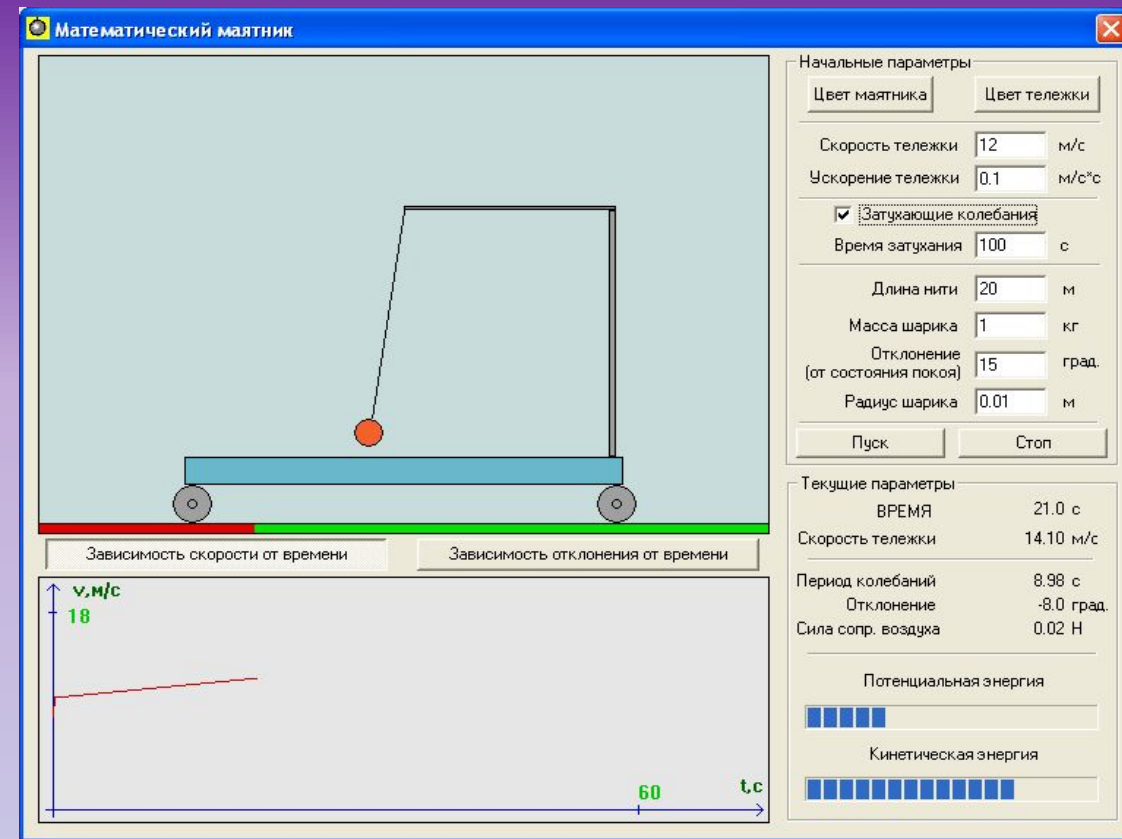 Математический маятник
Начальные параметры
Цвет маятника Цвет тележки
Скорость тележки 12 м/с
Ускорение тележки 0.1 м/с*с
Затухающие колебания
Время затухания 100 с
Длина нити 20 м
Масса шарика 1 кг
Отклонение
(от состояния покоя) 15 град.
Радиус шарика 0.01 м
Пуск Стоп
Текущие параметры
ВРЕМЯ 21.0 с
Скорость тележки 14.10 м/с
Период колебаний 8.98 с
Отклонение -8.0 град.
Сила сопр. воздуха 0.02 Н
Потенциальная энергия
Кинетическая энергия
Зависимость скорости от времени Зависимость отклонения от времени
v,м/с
18
60 t,с